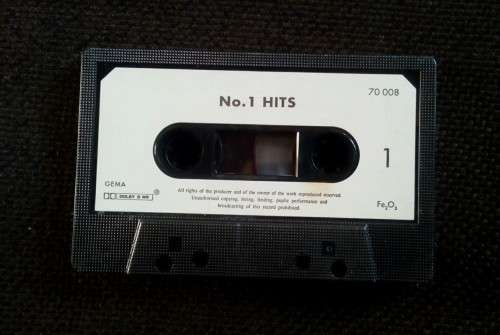 No.1 HITS
70 008
1
GEMA
DOLBY B NR
®
All rights of the producer and of the owner of the work reproduced reserved.
Unauthorised copying, hiring, lending, public performance and
broadcasting of this record prohibited.
Fe₂O₃